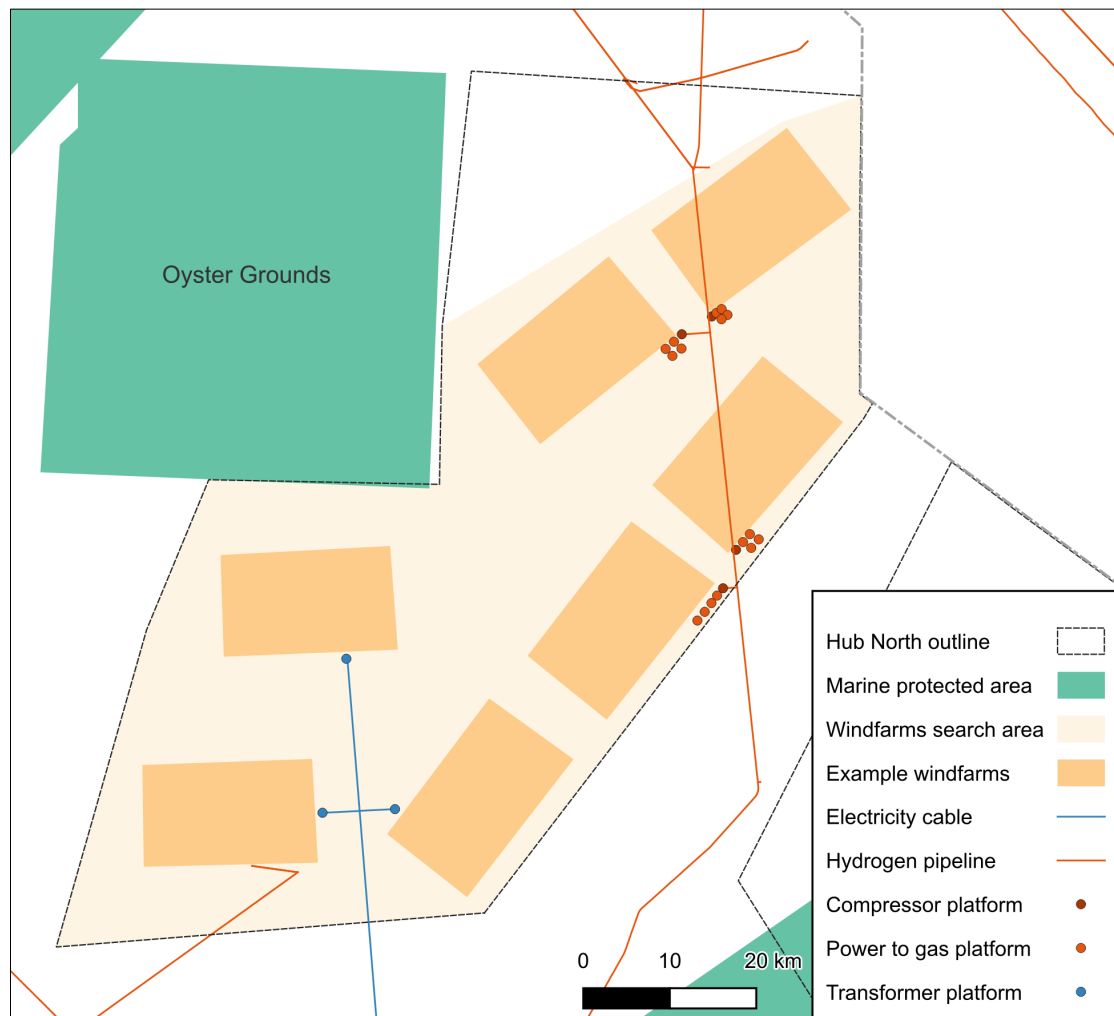 Oyster Grounds
Hub North outline
Marine protected area
Windfarms search area
Example windfarms
Electricity cable
Hydrogen pipeline
Compressor platform
Power to gas platform
Transformer platform
0 10 20 km